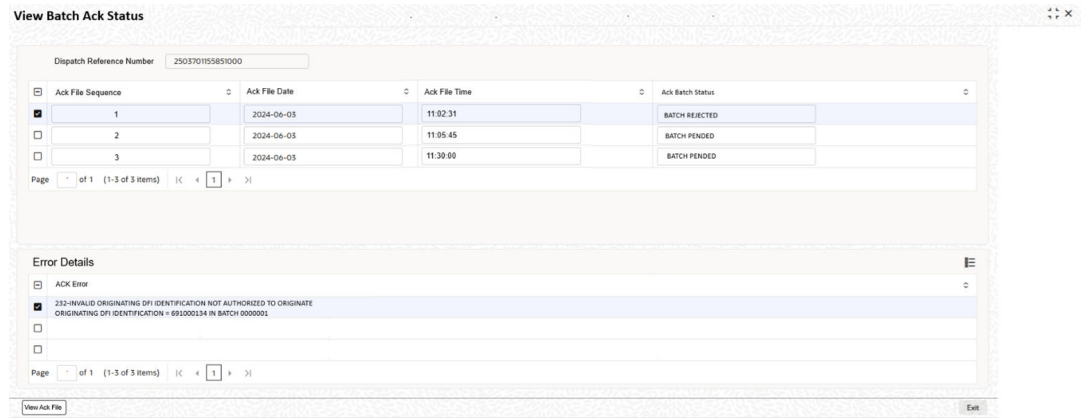 View Batch Ack Status
Dispatch Reference Number 2503701155851000
Ack File Sequence Ack File Date Ack File Time Ack Batch Status
1 2024-06-03 11:02:31 BATCH REJECTED
2 2024-06-03 11:05:45 BATCH PENDED
3 2024-06-03 11:30:00 BATCH PENDED
Page of 1 (1-3 of 3 items) 1
Error Details
ACK Error
232-INVALID ORIGINATING DFI IDENTIFICATION NOT AUTHORIZED TO ORIGINATE
ORIGINATING DFI IDENTIFICATION = 691000134 IN BATCH 0000001
Page of 1 (1-3 of 3 items) 1
View Ack File Exit